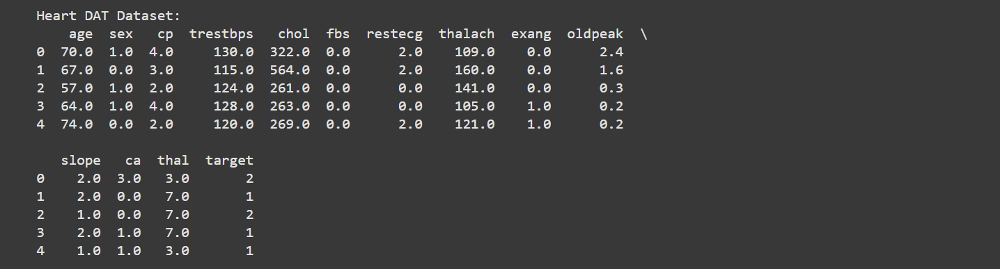 Heart DAT Dataset:
    age  sex   cp  trestbps   chol  fbs  restecg  thalach  exang  oldpeak  \
0  70.0  1.0  4.0     130.0  322.0  0.0      2.0    109.0    0.0      2.4
1  67.0  0.0  3.0     115.0  564.0  0.0      2.0    160.0    0.0      1.6
2  57.0  1.0  2.0     124.0  261.0  0.0      0.0    141.0    0.0      0.3
3  64.0  1.0  4.0     128.0  263.0  0.0      0.0    105.0    1.0      0.2
4  74.0  0.0  2.0     120.0  269.0  0.0      2.0    121.0    1.0      0.2
   slope   ca  thal  target
0    2.0  3.0   3.0       2
1    2.0  0.0   7.0       1
2    1.0  0.0   7.0       2
3    2.0  1.0   7.0       1
4    1.0  1.0   3.0       1